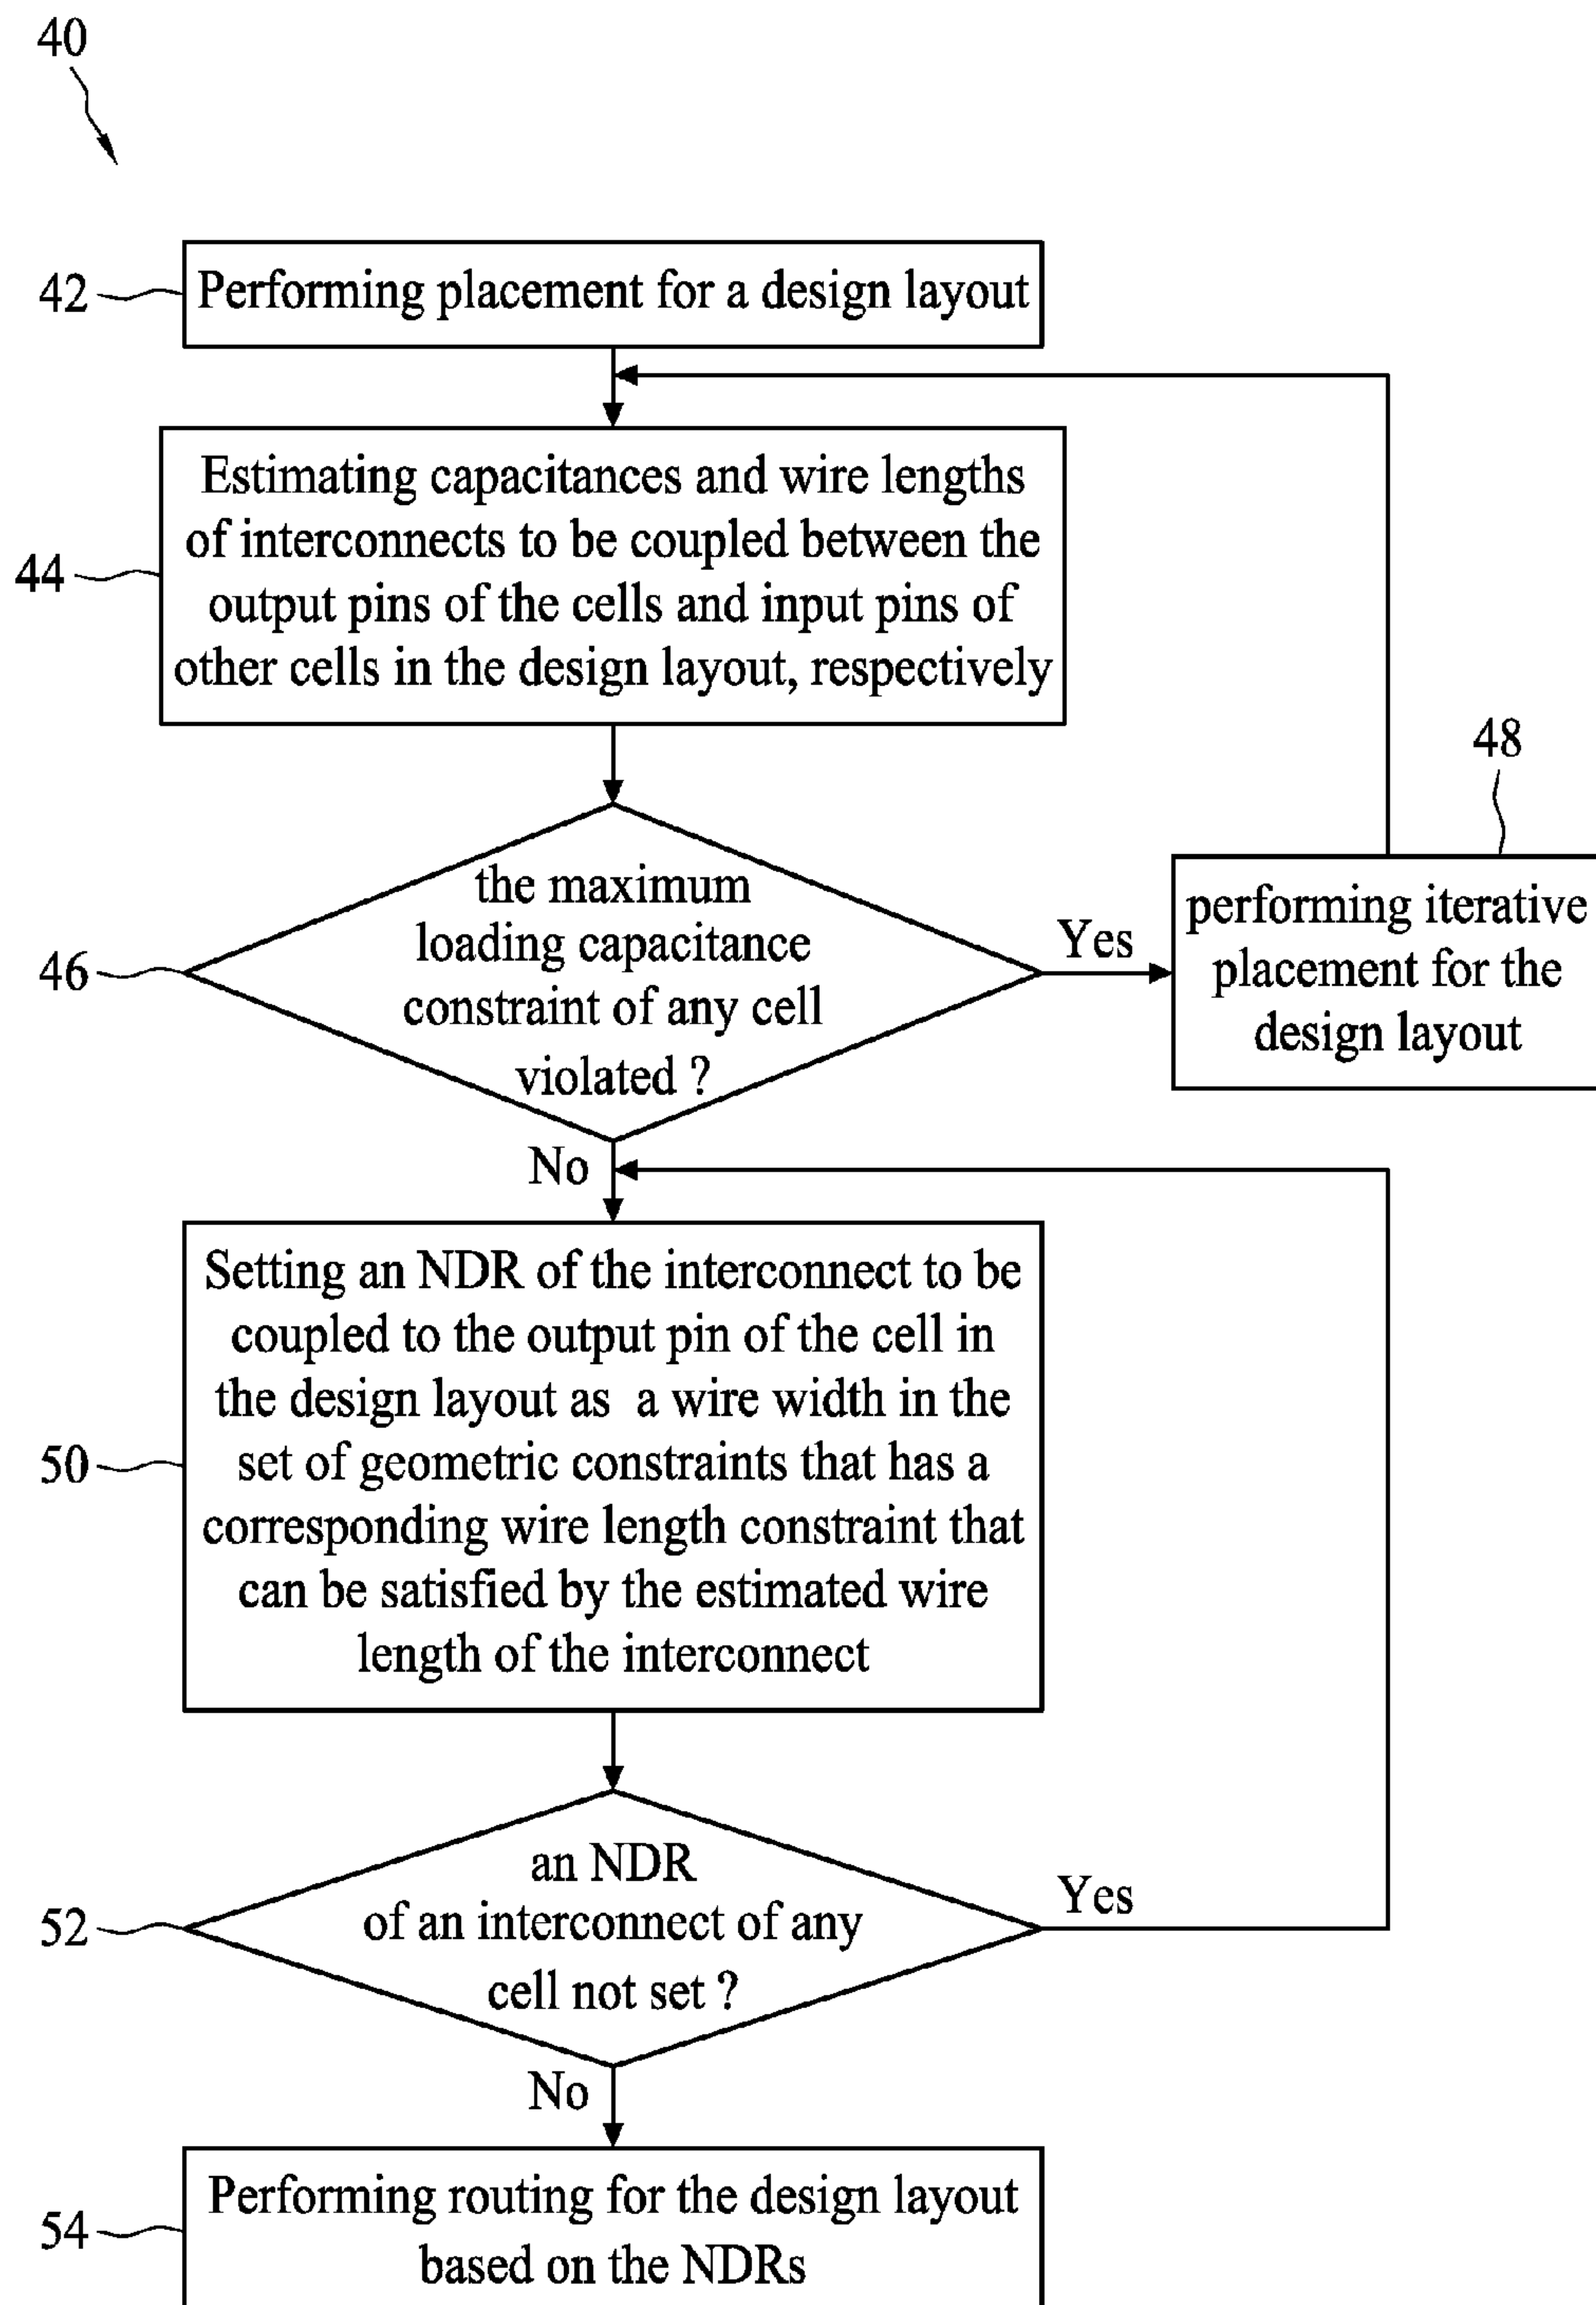 40
42
Performing placement for a design layout
44
Estimating capacitances and wire lengths
of interconnects to be coupled between the
output pins of the cells and input pins of
other cells in the design layout, respectively
46
the maximum
loading capacitance
constraint of any cell
violated ?
Yes
48
performing iterative
placement for the
design layout
No
50
Setting an NDR of the interconnect to be
coupled to the output pin of the cell in
the design layout as a wire width in the
set of geometric constraints that has a
corresponding wire length constraint that
can be satisfied by the estimated wire
length of the interconnect
52
an NDR
of an interconnect of any
cell not set ?
Yes
No
54
Performing routing for the design layout
based on the NDRs